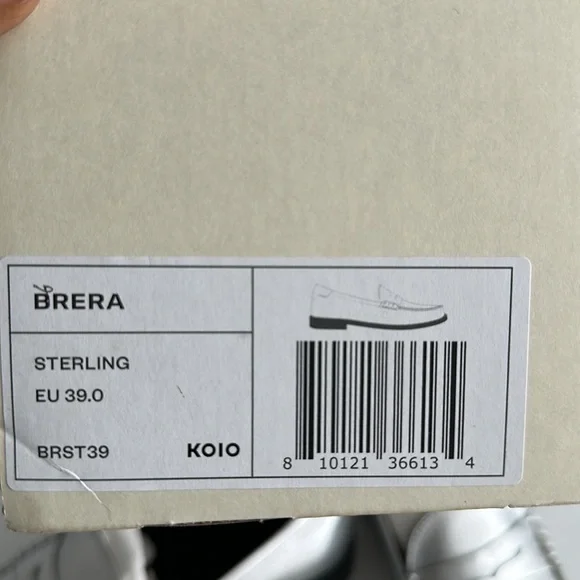 BRERA
STERLING
EU 39.0
BRST39
KOIO
8 10121 36613 4